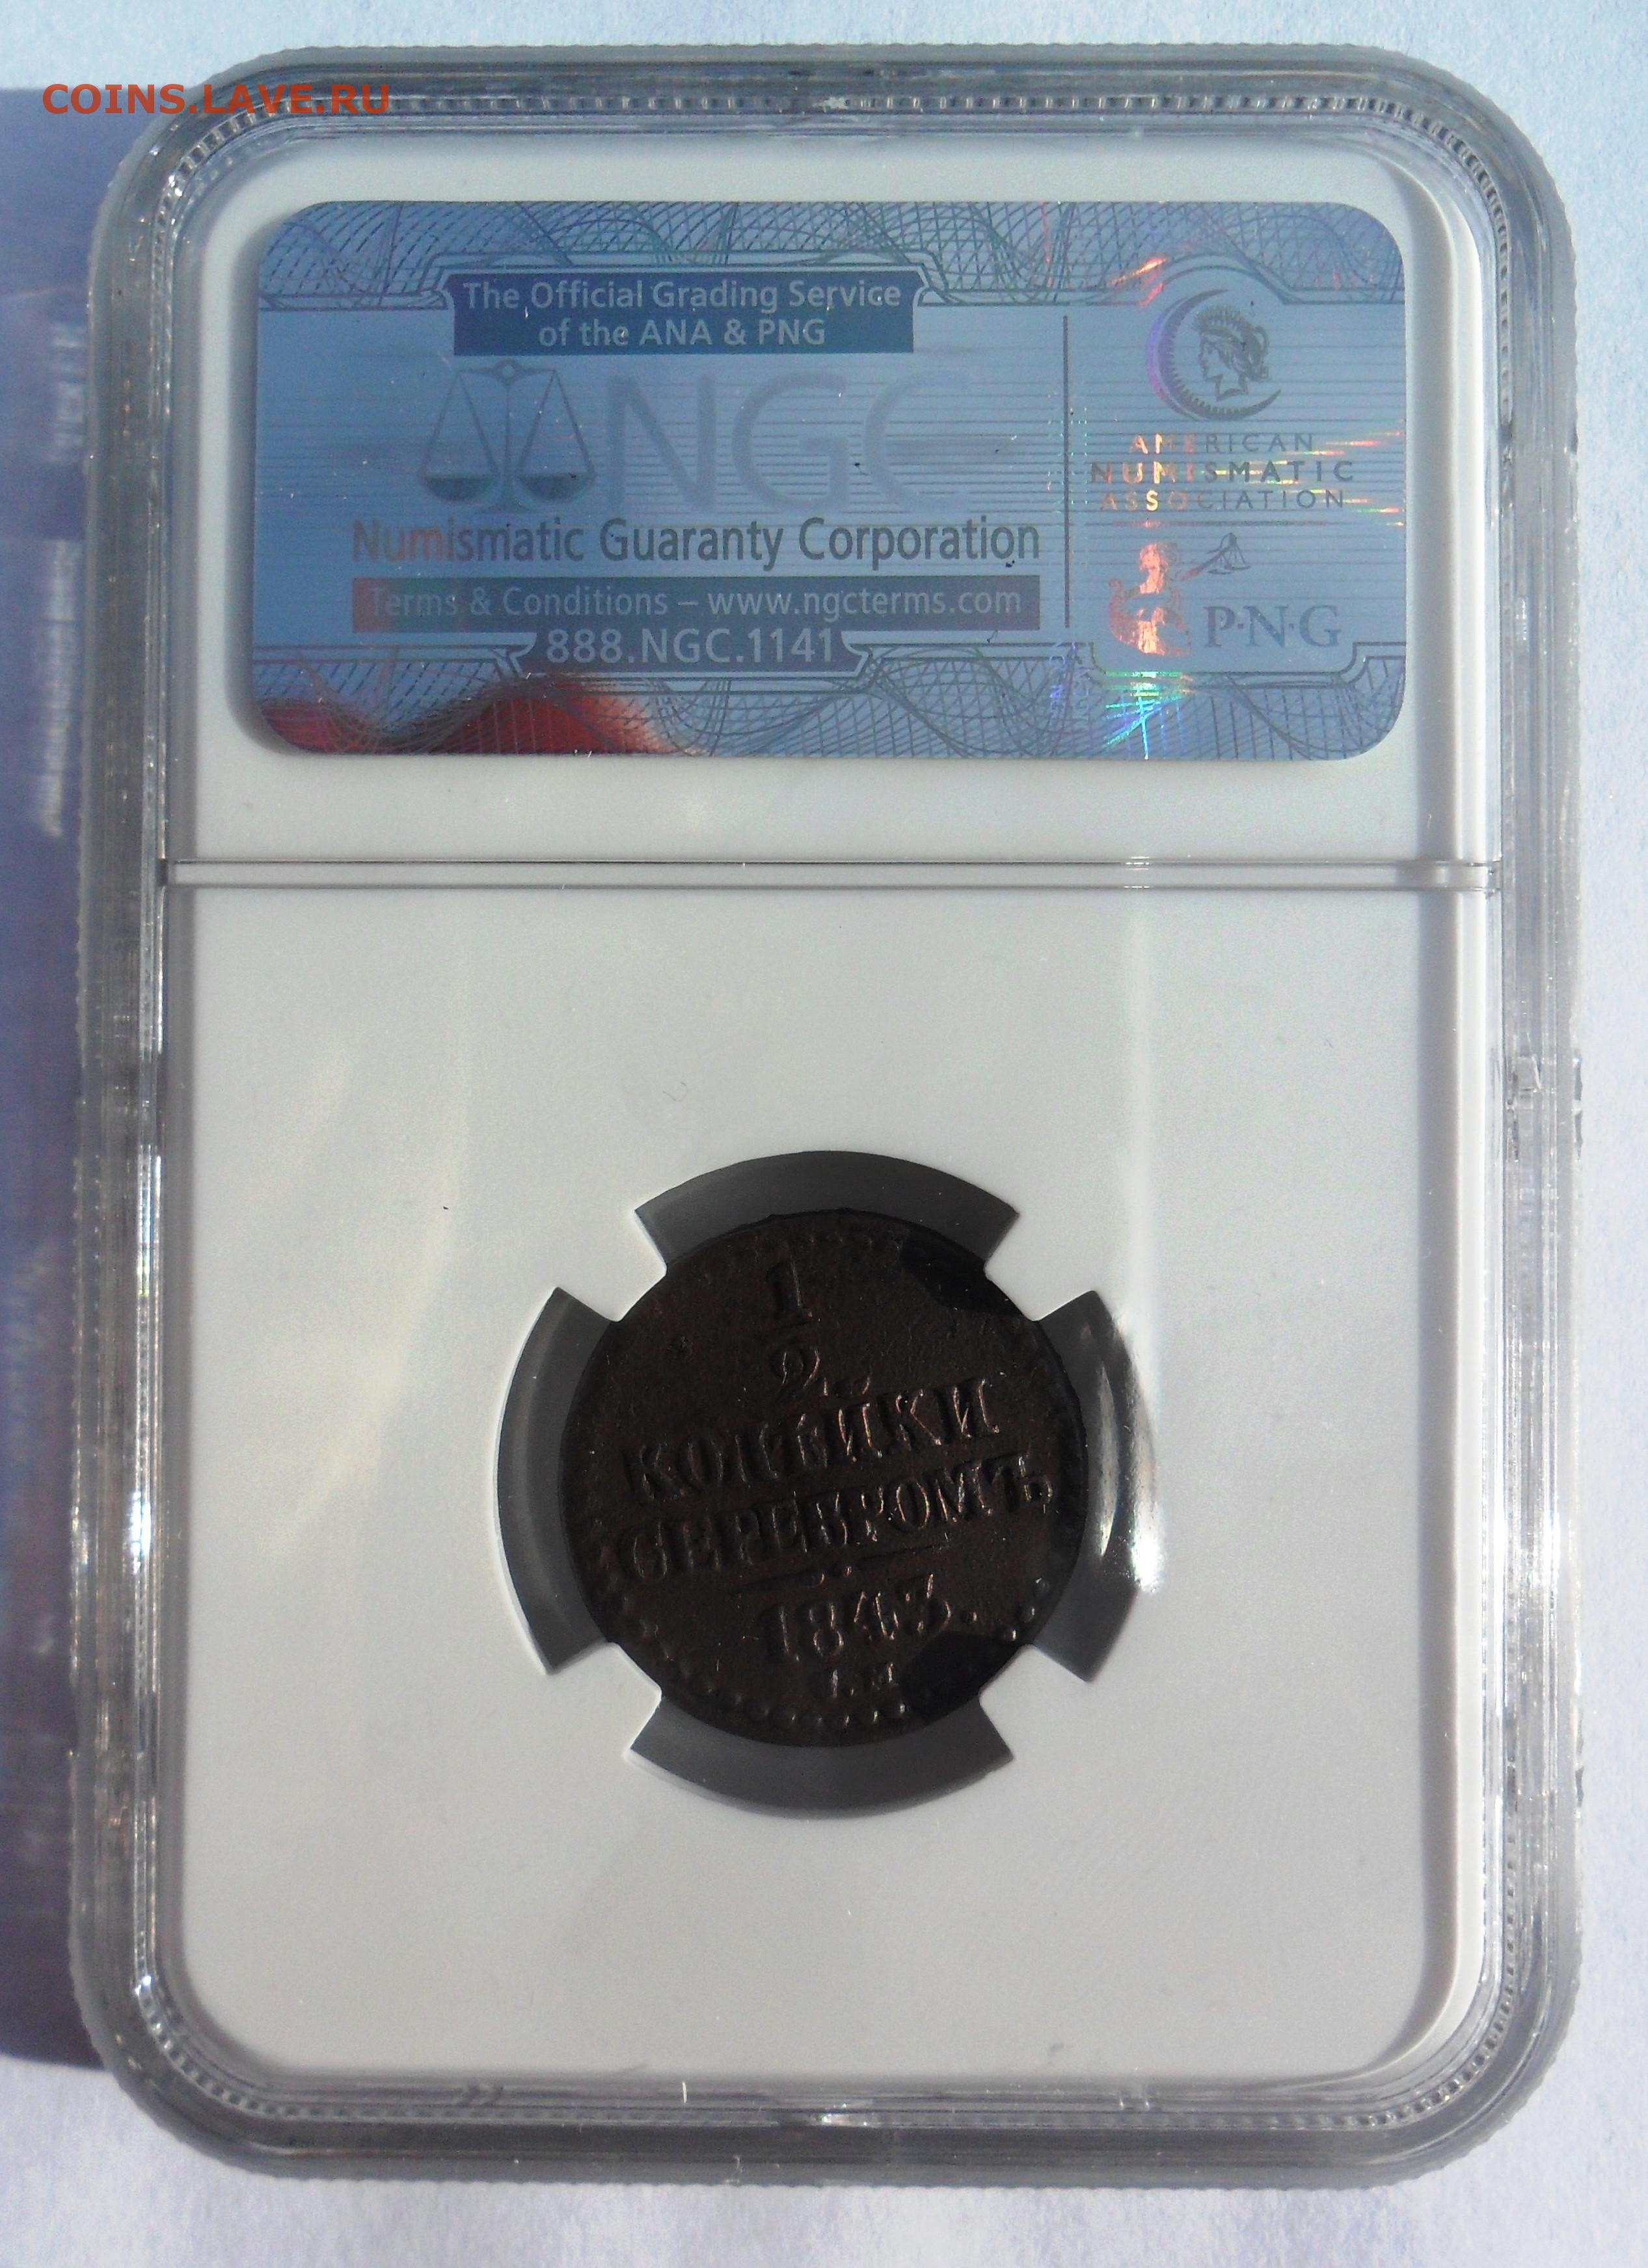 COINS.LAVE.RU
The Official Grading Service
of the ANA & PNG
NGC
Numismatic Guaranty Corporation
Terms & Conditions – www.ngcterms.com
888.NGC.1141
AMERICAN
NUMISMATIC
ASSOCIATION
P·N·G
1
2
КОПѢЙКИ
СЕРЕБРОМЪ
1843.